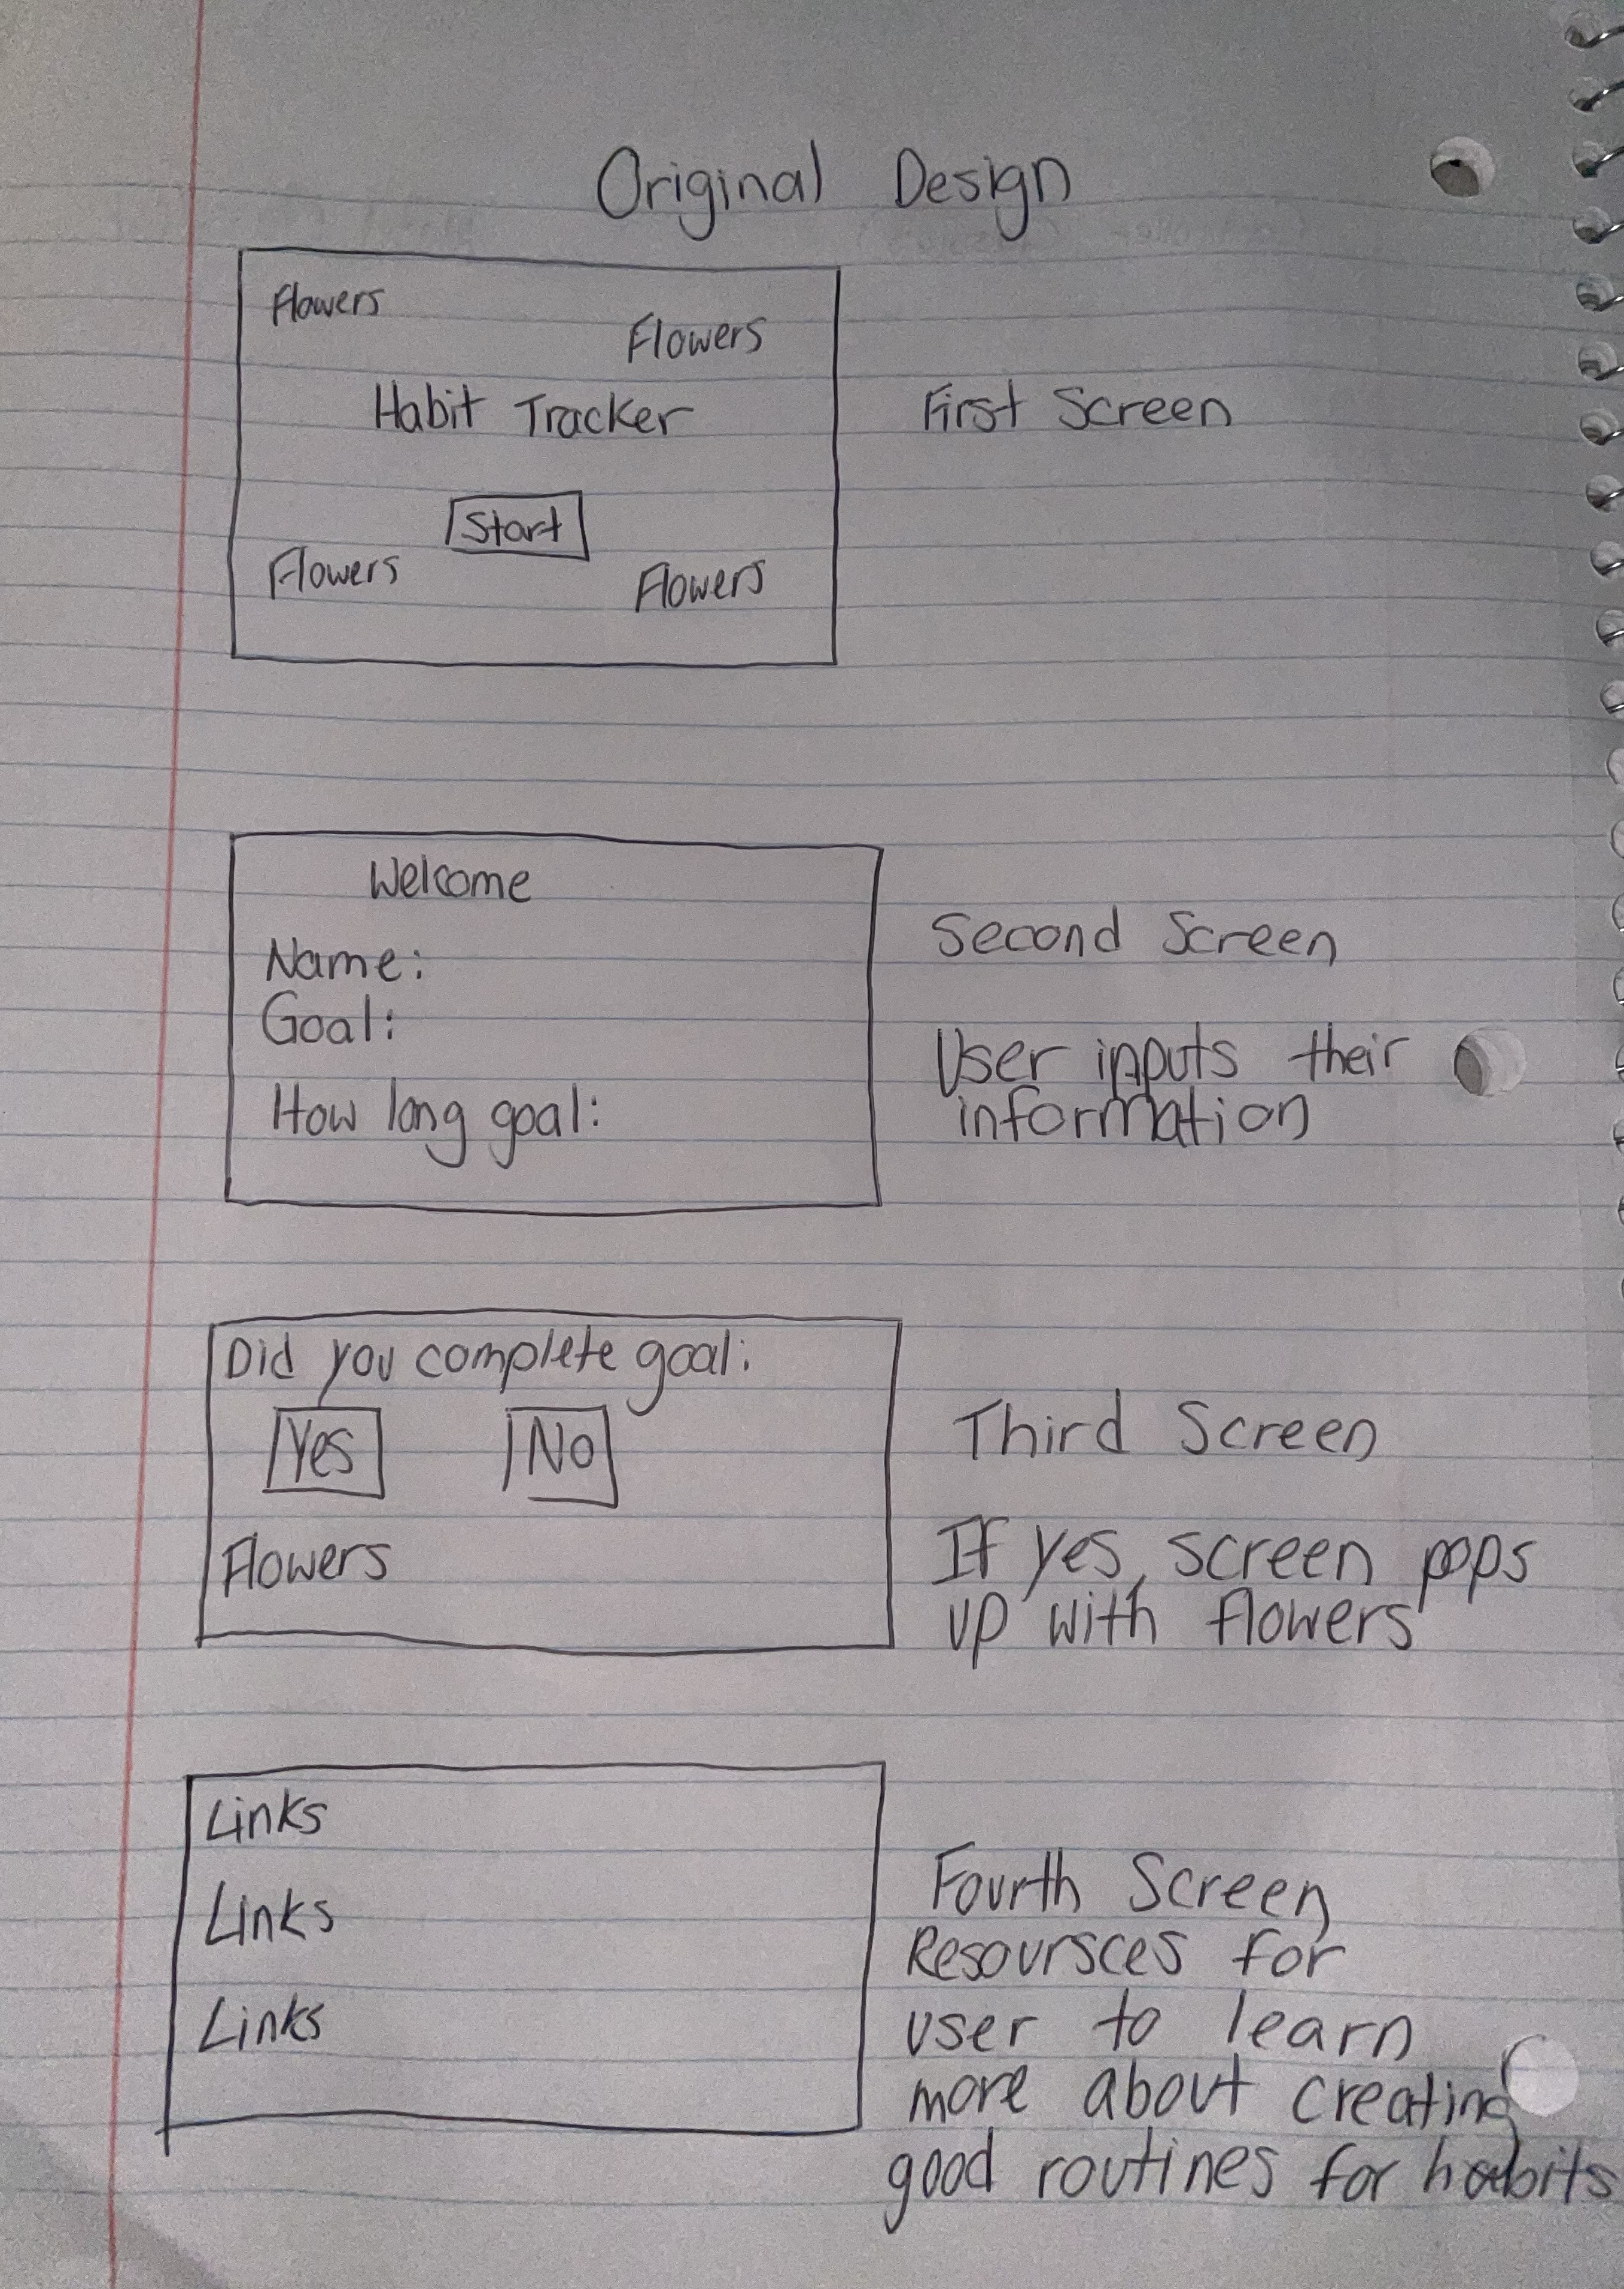 Original Design
Flowers
Flowers
Habit Tracker
Start
Flowers
Flowers
First Screen
Welcome
Name:
Goal:
How long goal:
Second Screen
User inputs their
information
Did you complete goal:
Yes No
Flowers
Third Screen
If yes, screen pops
up with flowers
Links
Links
Links
Fourth Screen
Resoursces for
user to learn
more about creating
good routines for habits